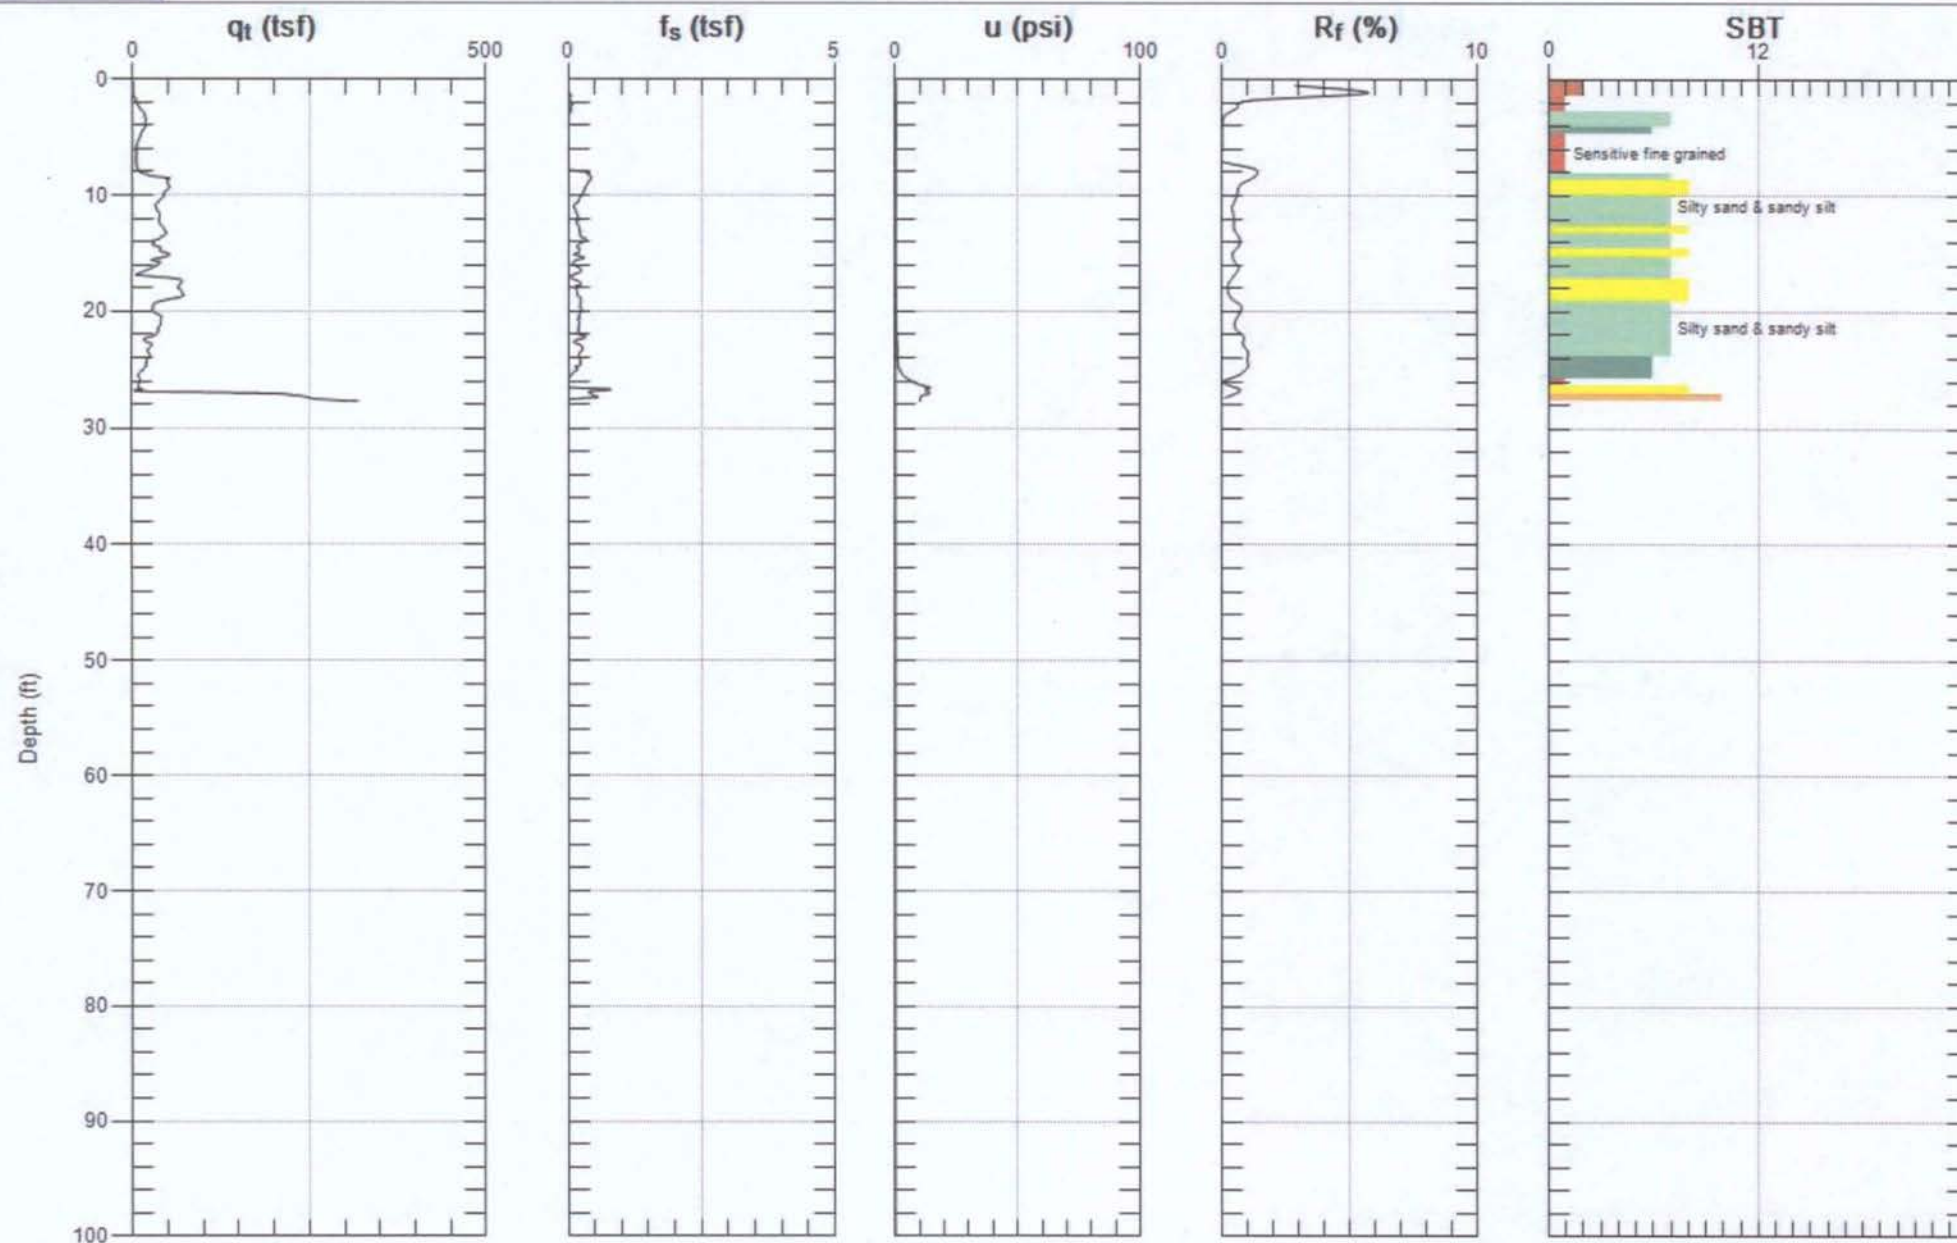 qt (tsf) fs (tsf) u (psi) Rf (%) SBT
0 500 0 5 0 100 0 10 0 12
0
Sensitive fine grained
10
Silty sand & sandy silt
20
Silty sand & sandy silt
30
40
50
Depth (ft)
60
70
80
90
100